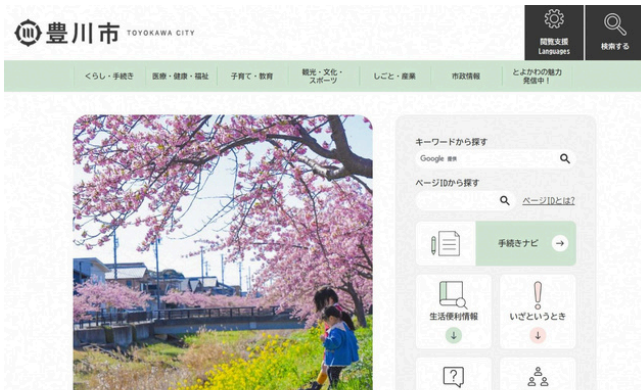 豊川市 TOYOKAWA CITY
閲覧支援
Languages
検索する
くらし・手続き 医療・健康・福祉 子育て・教育 観光・文化・スポーツ しごと・産業 市政情報 とよかわの魅力発信中！
キーワードから探す
Google 提供
ページIDから探す
ページIDとは?
手続きナビ
生活便利情報 いざというとき